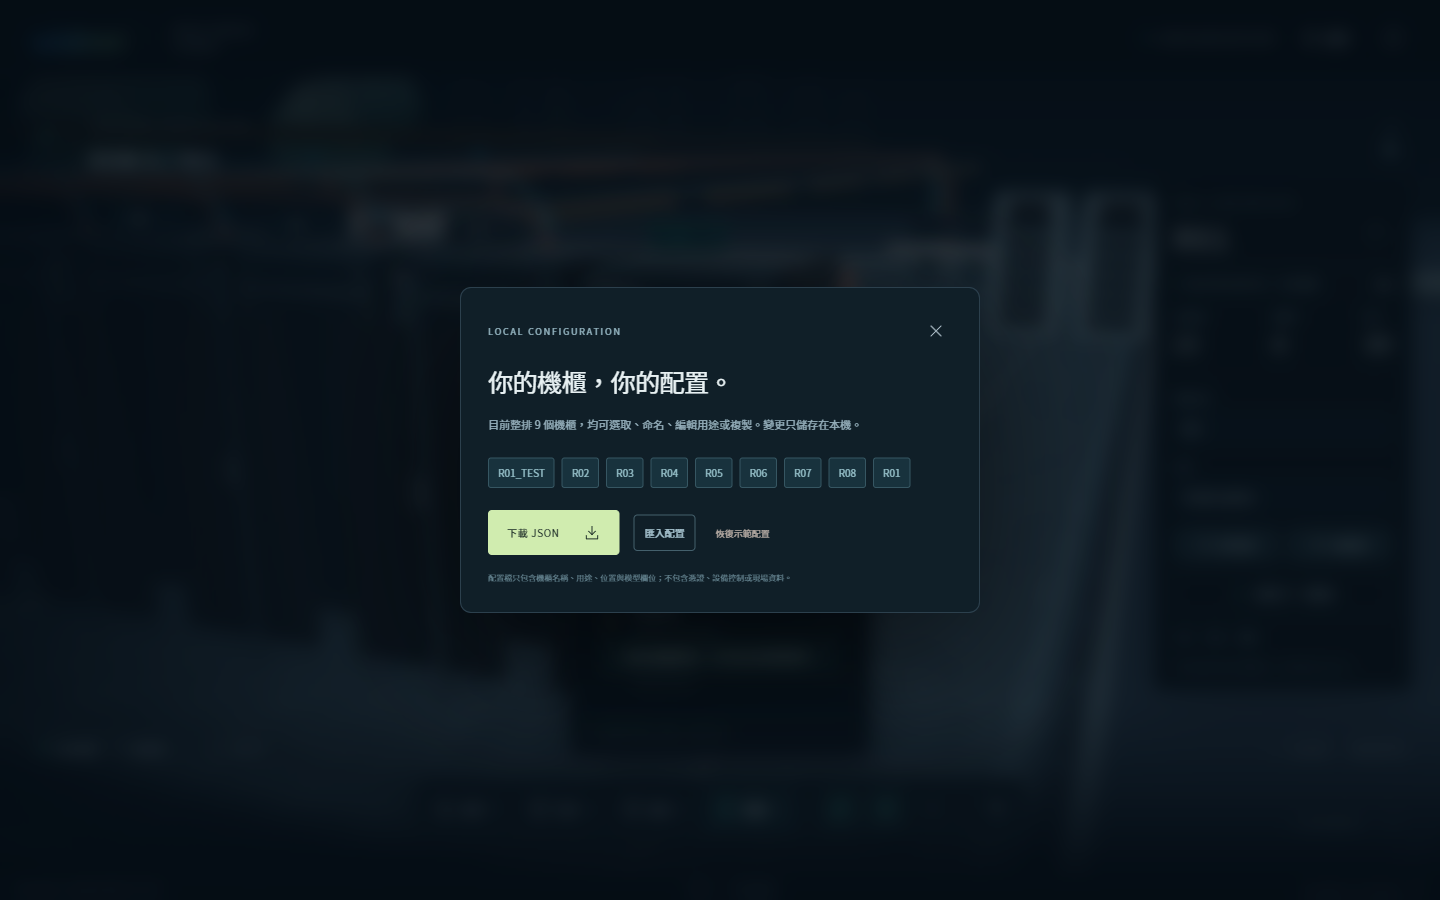 LOCAL CONFIGURATION
你的機櫃，你的配置。
目前整排 9 個機櫃，均可選取、命名、編輯用途或複製。變更只儲存在本機。
R01_TEST R02 R03 R04 R05 R06 R07 R08 R01
下載 JSON 匯入配置 恢復示範配置
配置檔只包含機櫃名稱、用途、位置與模型欄位；不包含憑證、設備控制或現場資料。